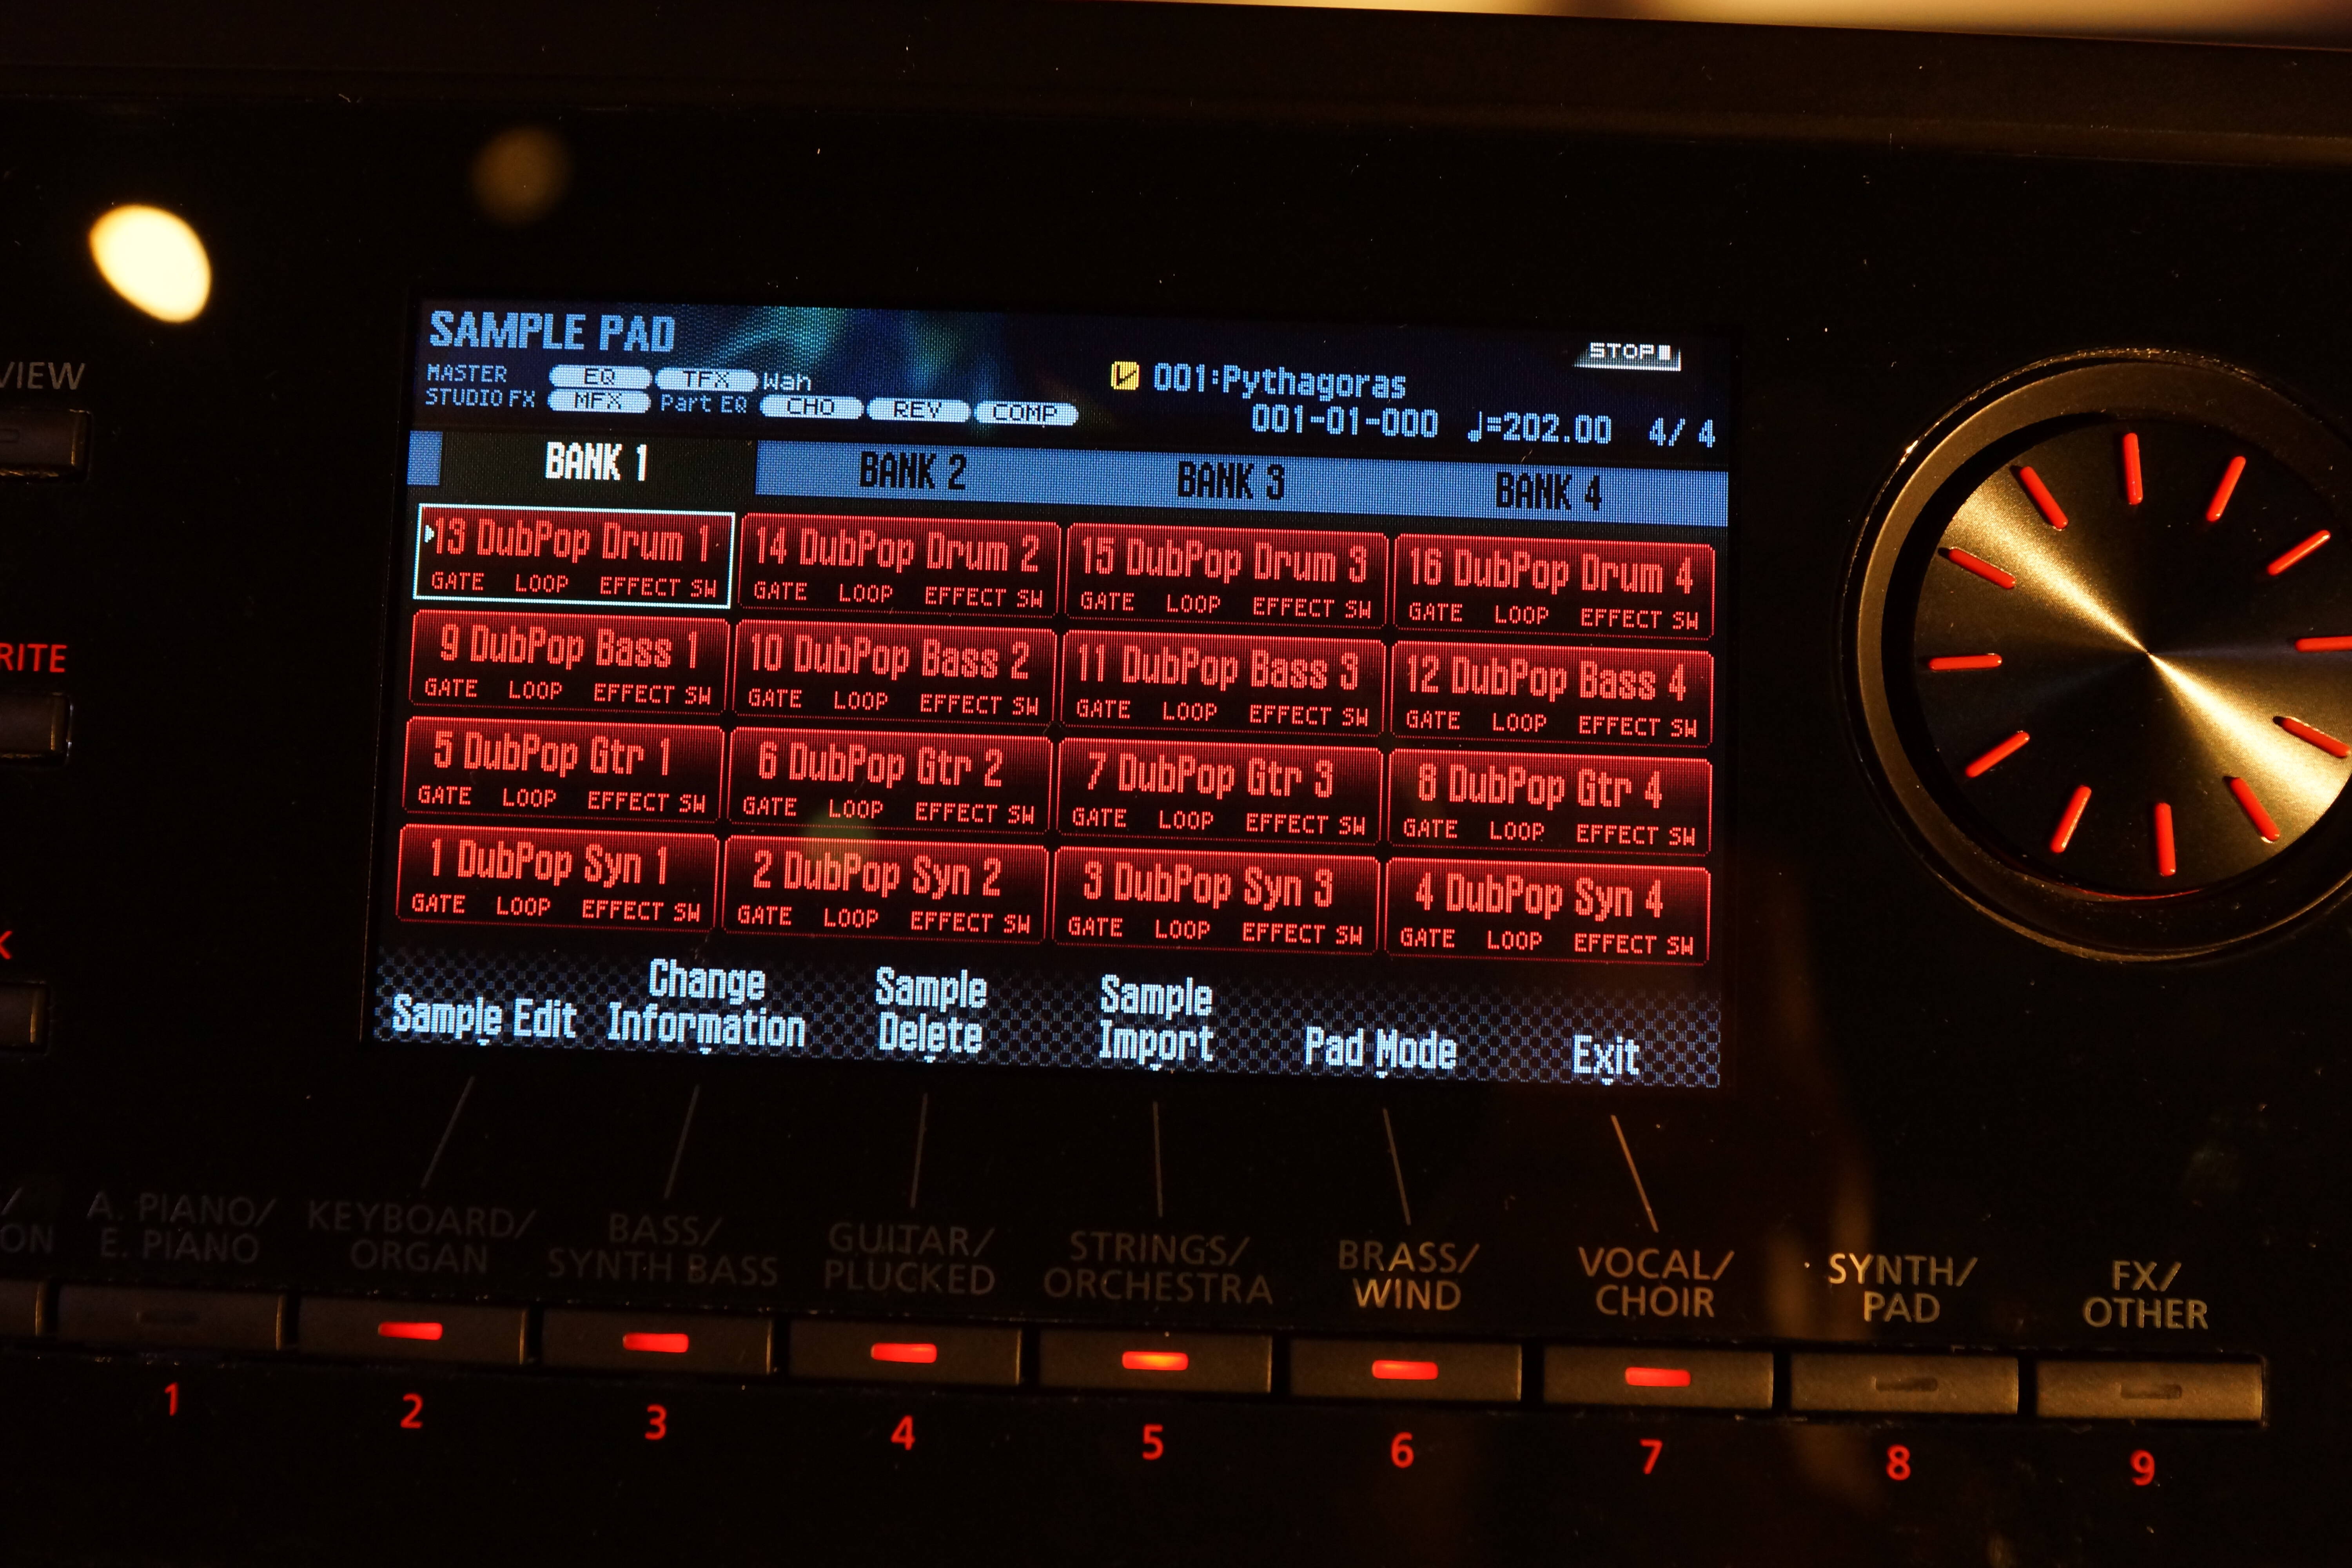 SAMPLE PAD
STOP
MASTER EQ TFX Wah
STUDIO FX MFX Part EQ CHO REV COMP
001:Pythagoras
001-01-000 ♩=202.00 4/ 4
BANK 1 BANK 2 BANK 3 BANK 4
13 DubPop Drum 1 14 DubPop Drum 2 15 DubPop Drum 3 16 DubPop Drum 4
GATE LOOP EFFECT SW GATE LOOP EFFECT SW GATE LOOP EFFECT SW GATE LOOP EFFECT SW
9 DubPop Bass 1 10 DubPop Bass 2 11 DubPop Bass 3 12 DubPop Bass 4
GATE LOOP EFFECT SW GATE LOOP EFFECT SW GATE LOOP EFFECT SW GATE LOOP EFFECT SW
5 DubPop Gtr 1 6 DubPop Gtr 2 7 DubPop Gtr 3 8 DubPop Gtr 4
GATE LOOP EFFECT SW GATE LOOP EFFECT SW GATE LOOP EFFECT SW GATE LOOP EFFECT SW
1 DubPop Syn 1 2 DubPop Syn 2 3 DubPop Syn 3 4 DubPop Syn 4
GATE LOOP EFFECT SW GATE LOOP EFFECT SW GATE LOOP EFFECT SW GATE LOOP EFFECT SW
Sample Edit
Change
Information
Sample
Delete
Sample
Import
Pad Mode
Exit
VIEW
RITE
K
/
ON
A. PIANO/
E. PIANO
KEYBOARD/
ORGAN
BASS/
SYNTH BASS
GUITAR/
PLUCKED
STRINGS/
ORCHESTRA
BRASS/
WIND
VOCAL/
CHOIR
SYNTH/
PAD
FX/
OTHER
1 2 3 4 5 6 7 8 9